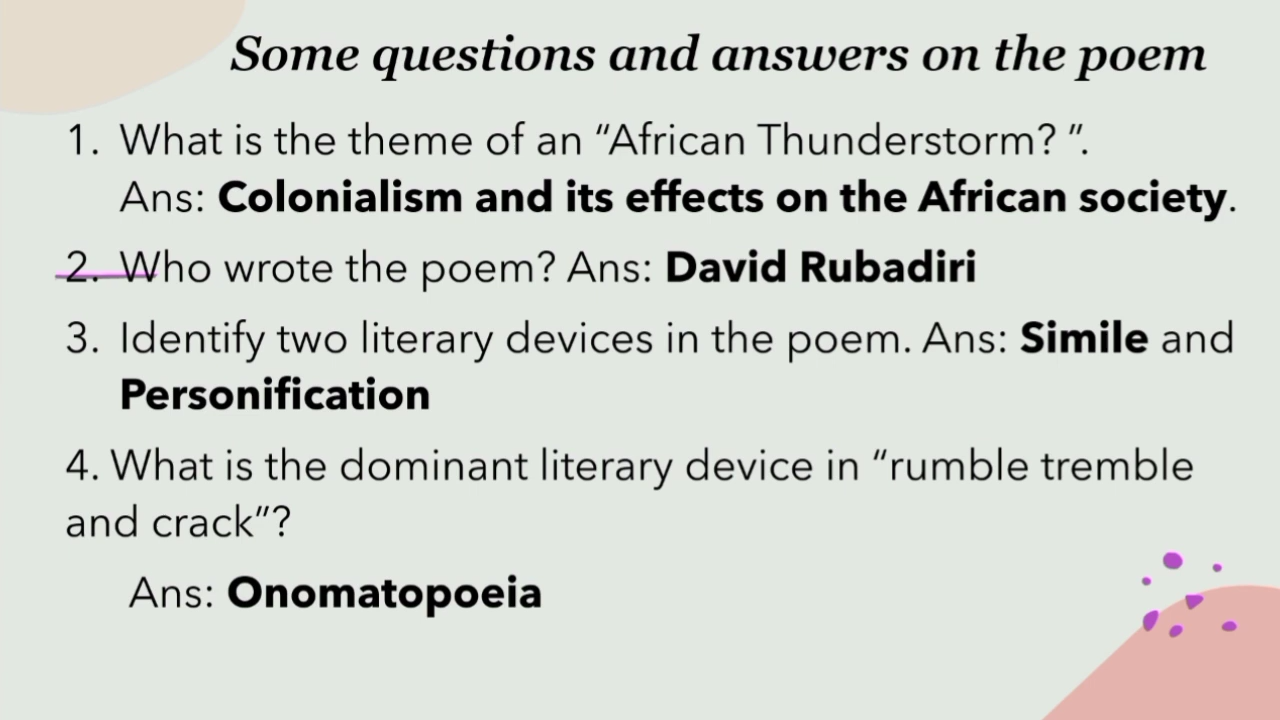 Some questions and answers on the poem
1. What is the theme of an “African Thunderstorm? ”.
Ans: Colonialism and its effects on the African society.
2. Who wrote the poem? Ans: David Rubadiri
3. Identify two literary devices in the poem. Ans: Simile and
Personification
4. What is the dominant literary device in “rumble tremble
and crack”?
Ans: Onomatopoeia